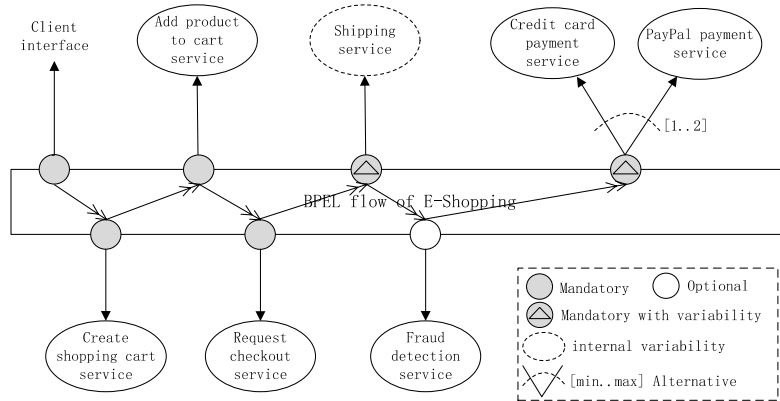 Client
interface
Add product
to cart
service
Shipping
service
Credit card
payment
service
PayPal payment
service
[1..2]
BPEL flow of E-Shopping
Create
shopping cart
service
Request
checkout
service
Fraud
detection
service
Mandatory
Optional
Mandatory with variability
internal variability
[min..max] Alternative